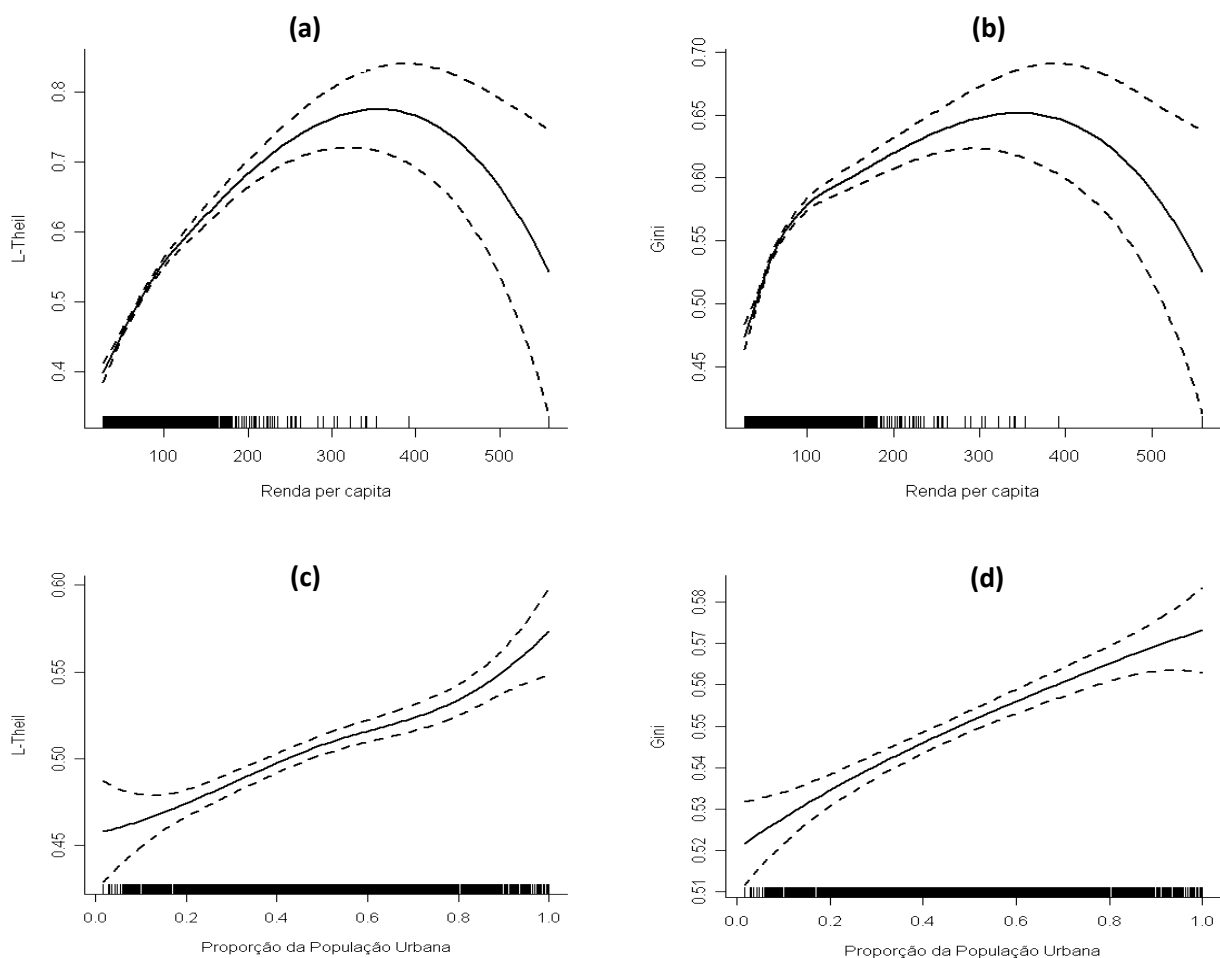 (a)
L-Theil
0.8
0.7
0.6
0.5
0.4
100 200 300 400 500
Renda per capita
(b)
Gini
0.70
0.65
0.60
0.55
0.50
0.45
100 200 300 400 500
Renda per capita
(c)
L-Theil
0.60
0.55
0.50
0.45
0.0 0.2 0.4 0.6 0.8 1.0
Proporção da População Urbana
(d)
Gini
0.58
0.57
0.56
0.55
0.54
0.53
0.52
0.51
0.0 0.2 0.4 0.6 0.8 1.0
Proporção da População Urbana